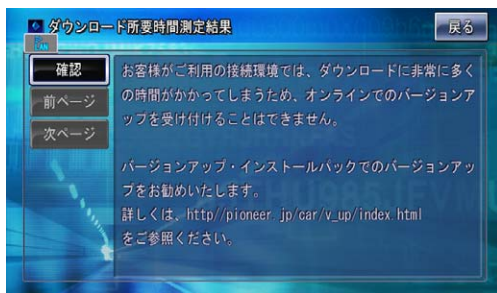 ダウンロード所要時間測定結果
戻る
LAN
確認
前ページ
次ページ
お客様がご利用の接続環境では、ダウンロードに非常に多く
の時間がかかってしまうため、オンラインでのバージョンア
ップを受け付けることはできません。
バージョンアップ・インストールパックでのバージョンアッ
プをお勧めいたします。
詳しくは、http//pioneer.jp/car/v_up/index.html
をご参照ください。